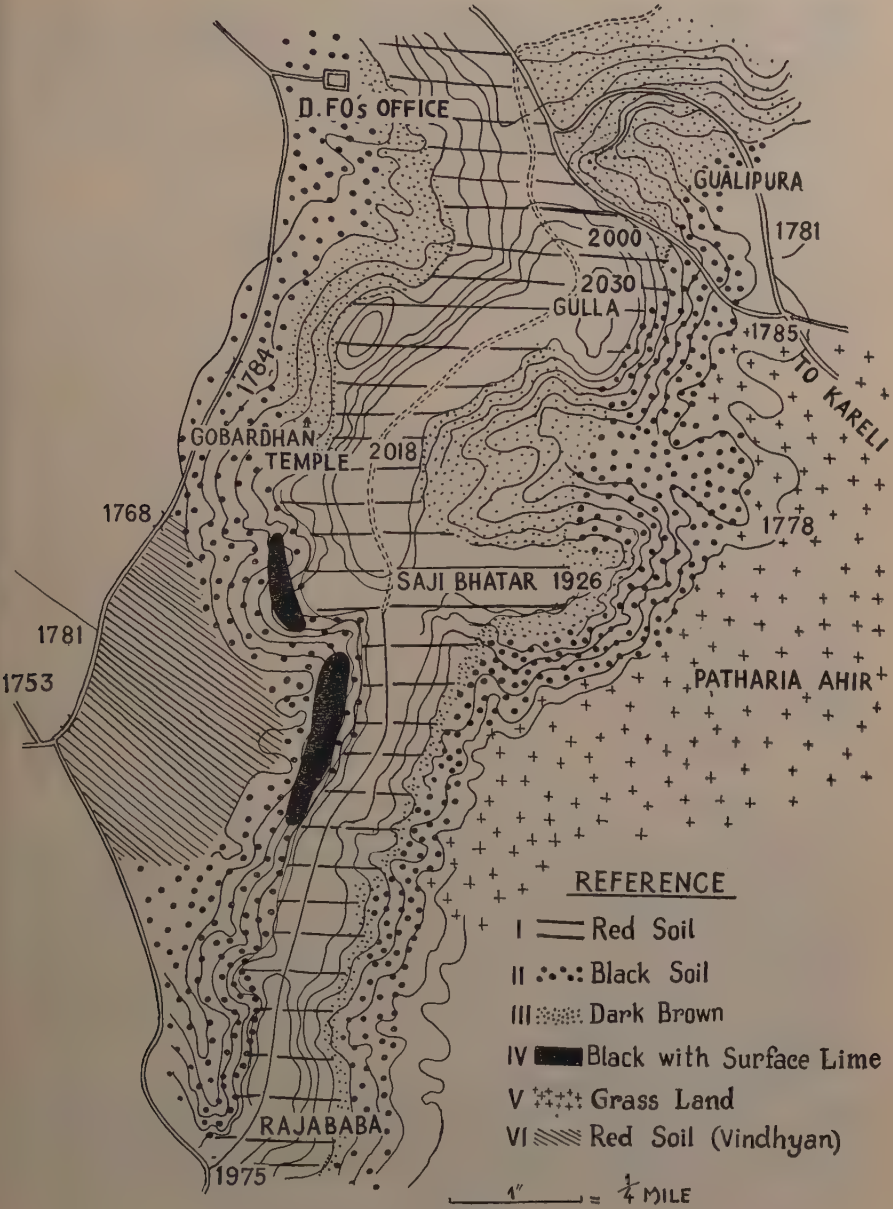 D.FO's OFFICE
GUALIPURA
1781
2000
2030
GULLA
1785
TO KARELI
1784
GOBARDHAN
TEMPLE
2018
1768
1778
SAJI BHATAR 1926
1781
1753
PATHARIA AHIR
REFERENCE
I Red Soil
II Black Soil
III Dark Brown
IV Black with Surface Lime
V Grass Land
VI Red Soil (Vindhyan)
RAJABABA
1975
1" = 1/4 MILE